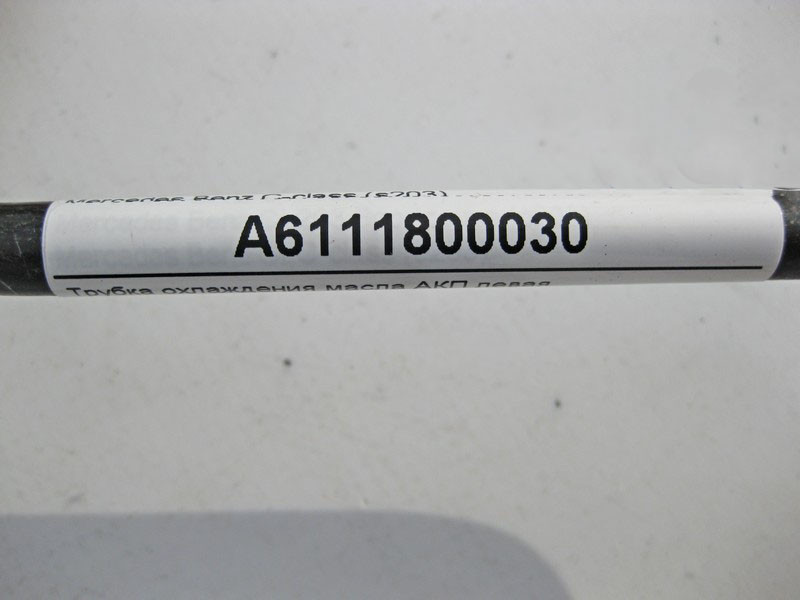 Mercedes Benz C-class (s203)
A6111800030
Трубка охлаждения масла АКП левая